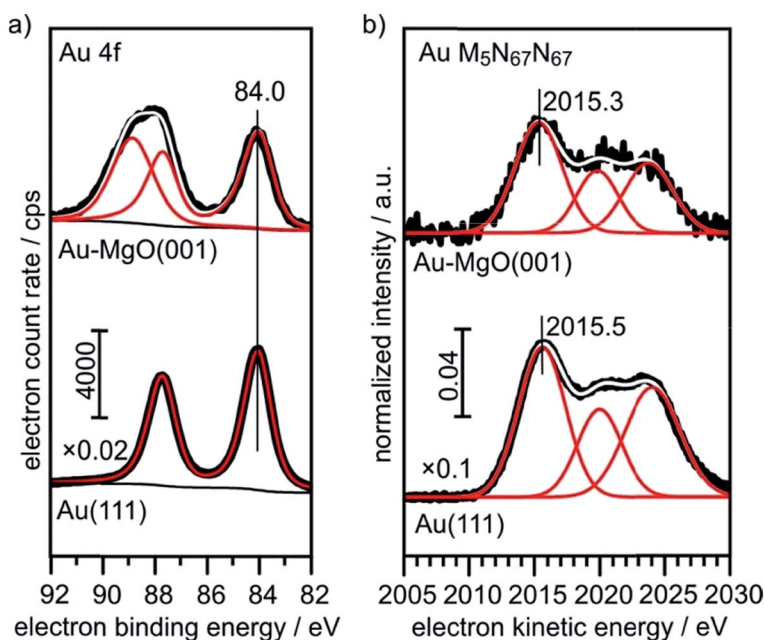 a)
Au 4f
84.0
Au-MgO(001)
4000
×0.02
Au(111)
electron count rate / cps
92 90 88 86 84 82
electron binding energy / eV
b)
Au M₅N₆₇N₆₇
2015.3
Au-MgO(001)
2015.5
0.04
×0.1
Au(111)
normalized intensity / a.u.
2005 2010 2015 2020 2025 2030
electron kinetic energy / eV